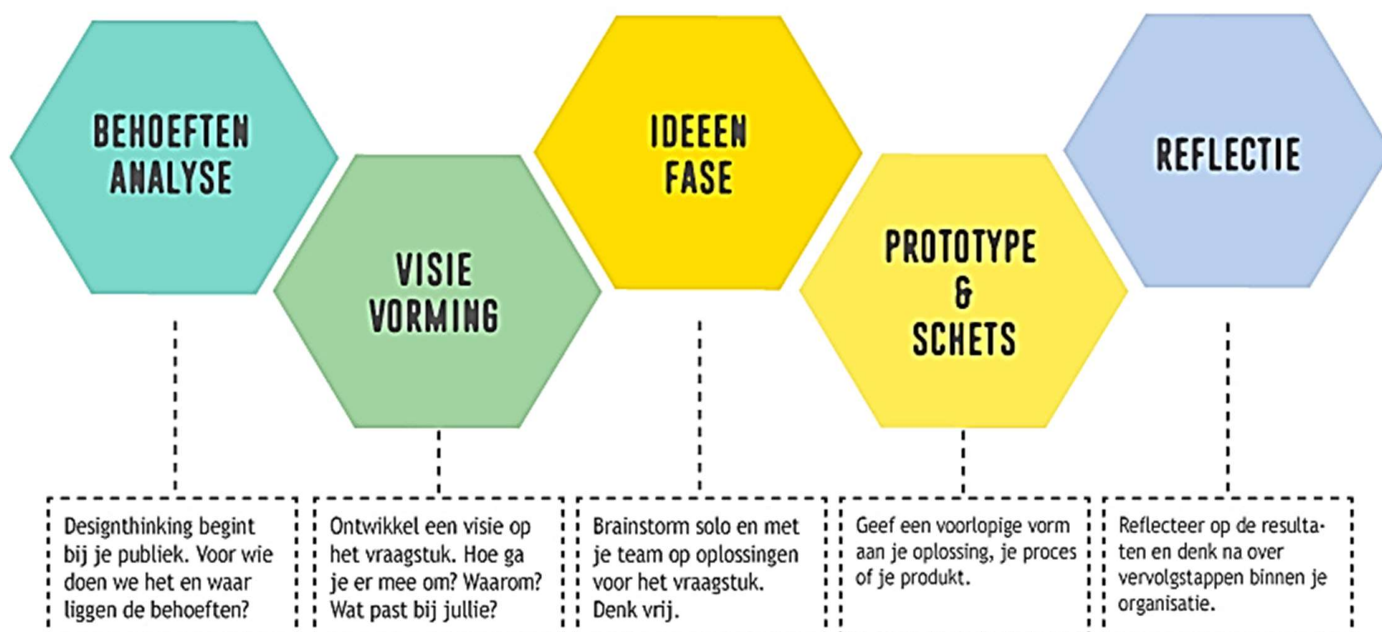 BEHOEFTEN
ANALYSE
VISIE
VORMING
IDEEEN
FASE
PROTOTYPE
&
SCHETS
REFLECTIE
Designthinking begint
bij je publiek. Voor wie
doen we het en waar
liggen de behoeften?
Ontwikkel een visie op
het vraagstuk. Hoe ga
je er mee om? Waarom?
Wat past bij jullie?
Brainstorm solo en met
je team op oplossingen
voor het vraagstuk.
Denk vrij.
Geef een voorlopige vorm
aan je oplossing, je proces
of je produkt.
Reflecteer op de resulta-
ten en denk na over
vervolgstappen binnen je
organisatie.